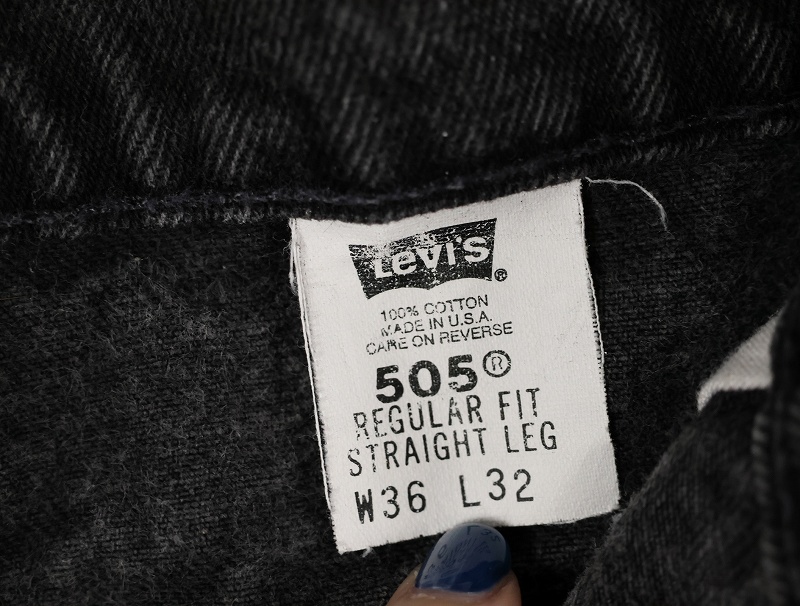 Levi's®
100% COTTON
MADE IN U.S.A.
CARE ON REVERSE
505®
REGULAR FIT
STRAIGHT LEG
W36 L32